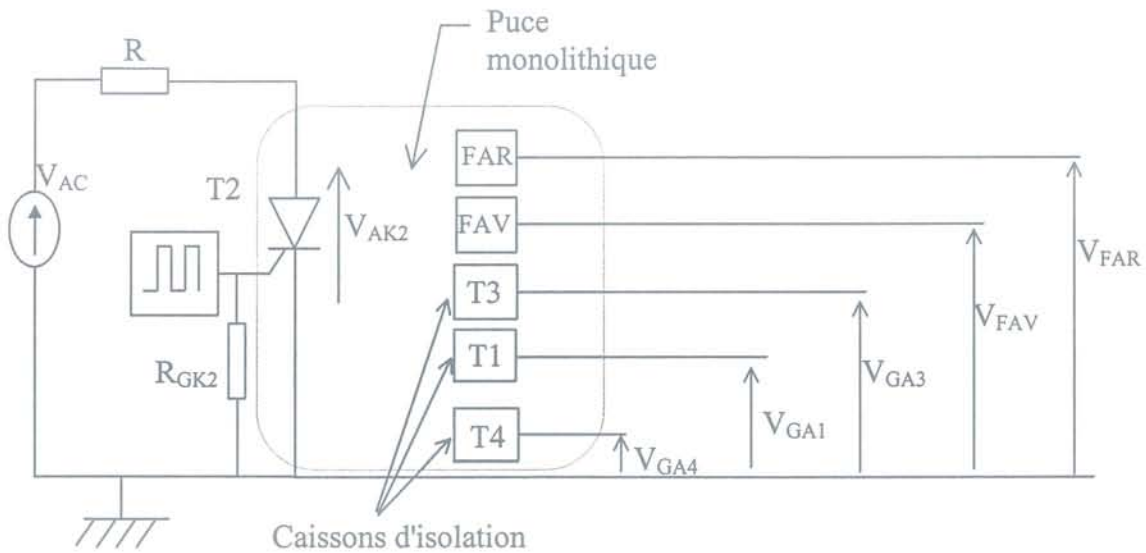 Puce
monolithique
R
FAR
V_AC
T2
FAV
V_AK2
V_FAR
T3
V_FAV
T1
R_GK2
V_GA3
V_GA1
T4
V_GA4
Caissons d'isolation